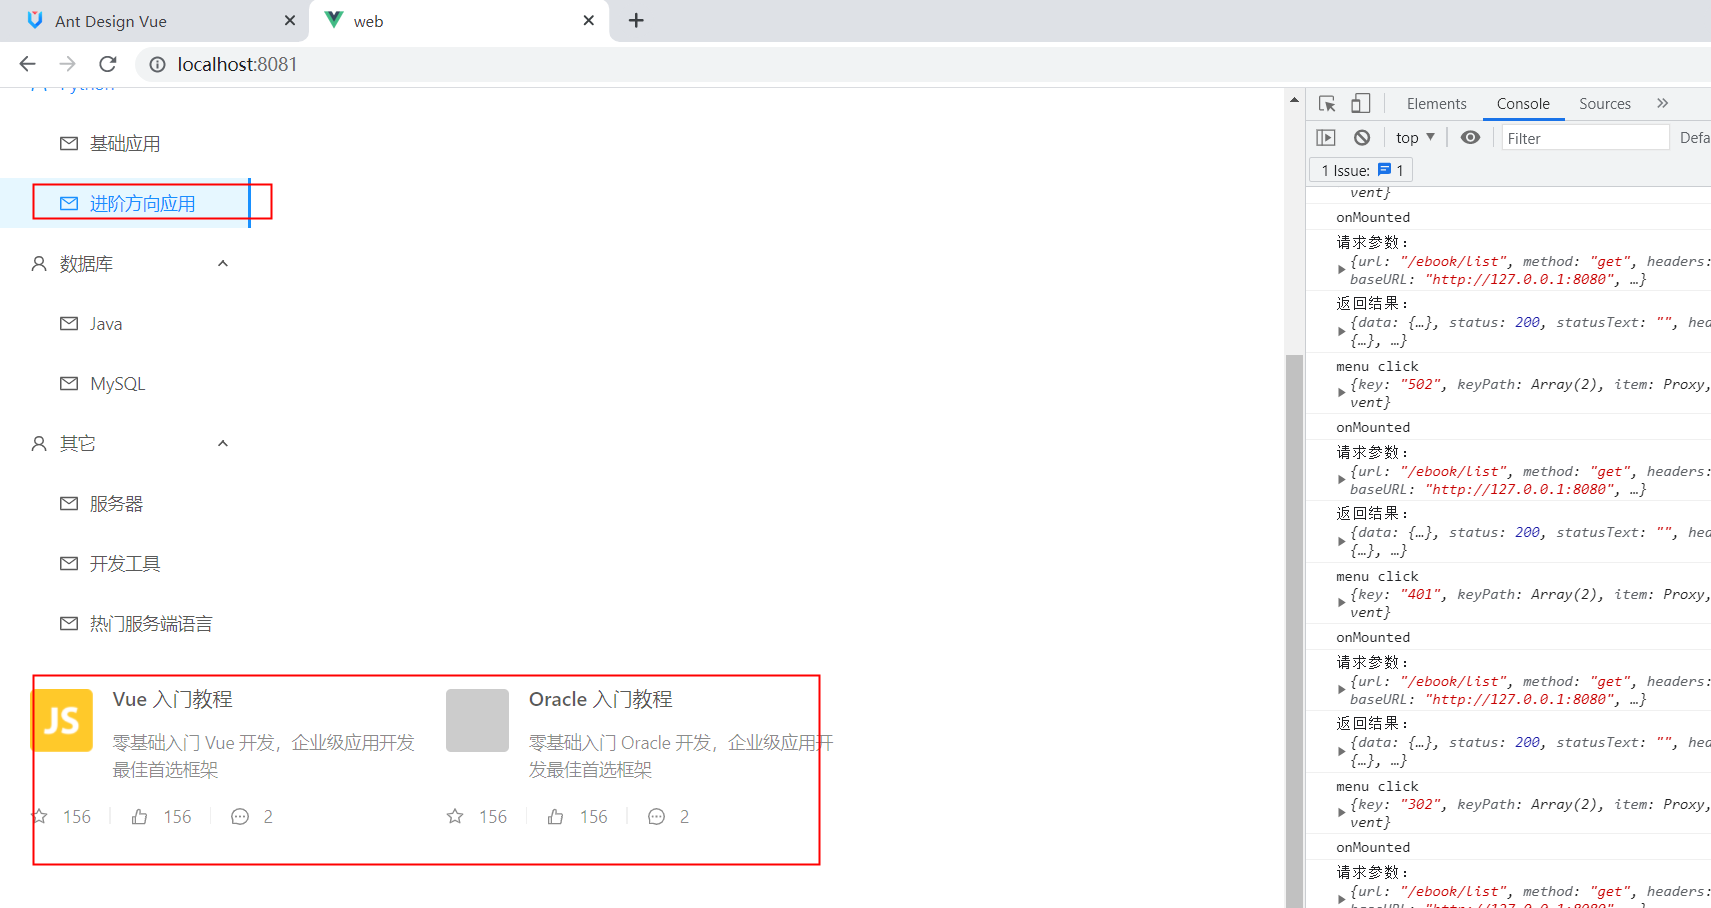 Ant Design Vue
web
localhost:8081
Python
基础应用
进阶方向应用
数据库
Java
MySQL
其它
服务器
开发工具
热门服务端语言
JS
Vue 入门教程
零基础入门 Vue 开发，企业级应用开发
最佳首选框架
156 156 2
Oracle 入门教程
零基础入门 Oracle 开发，企业级应用开
发最佳首选框架
156 156 2
Elements Console Sources
top Filter Defa
1 Issue: 1
vent}
onMounted
请求参数：
{url: "/ebook/list", method: "get", headers:
baseURL: "http://127.0.0.1:8080", …}
返回结果：
{data: {…}, status: 200, statusText: "", hea
{…}, …}
menu click
{key: "502", keyPath: Array(2), item: Proxy,
vent}
onMounted
请求参数：
{url: "/ebook/list", method: "get", headers:
baseURL: "http://127.0.0.1:8080", …}
返回结果：
{data: {…}, status: 200, statusText: "", hea
{…}, …}
menu click
{key: "401", keyPath: Array(2), item: Proxy,
vent}
onMounted
请求参数：
{url: "/ebook/list", method: "get", headers:
baseURL: "http://127.0.0.1:8080", …}
返回结果：
{data: {…}, status: 200, statusText: "", hea
{…}, …}
menu click
{key: "302", keyPath: Array(2), item: Proxy,
vent}
onMounted
请求参数：
{url: "/ebook/list", method: "get", headers:
baseURL: "http://127.0.0.1:8080", …}